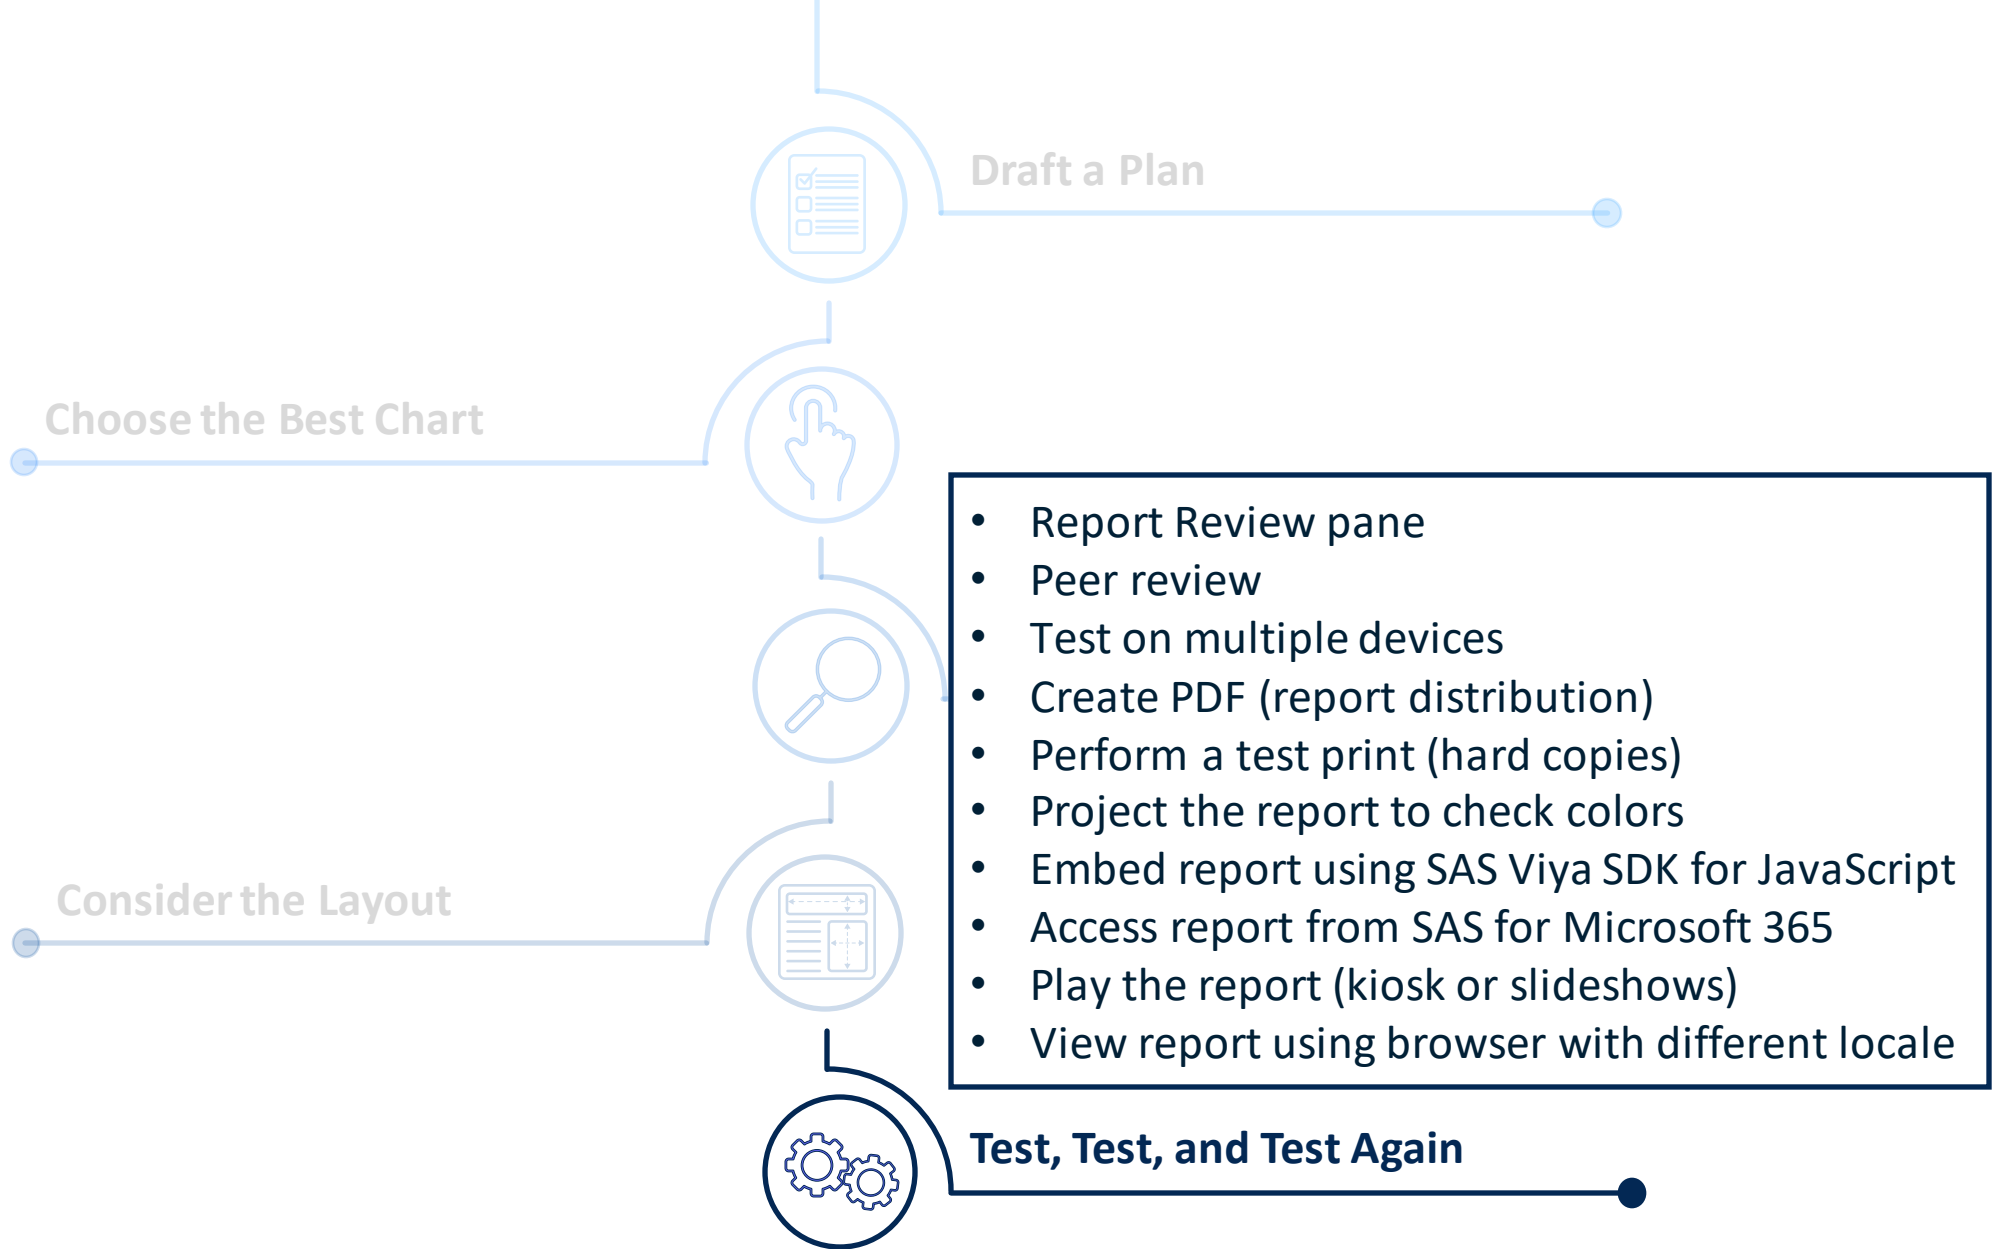 Draft a Plan
Choose the Best Chart
• Report Review pane
• Peer review
• Test on multiple devices
• Create PDF (report distribution)
• Perform a test print (hard copies)
• Project the report to check colors
• Embed report using SAS Viya SDK for JavaScript
• Access report from SAS for Microsoft 365
• Play the report (kiosk or slideshows)
• View report using browser with different locale
Consider the Layout
Test, Test, and Test Again